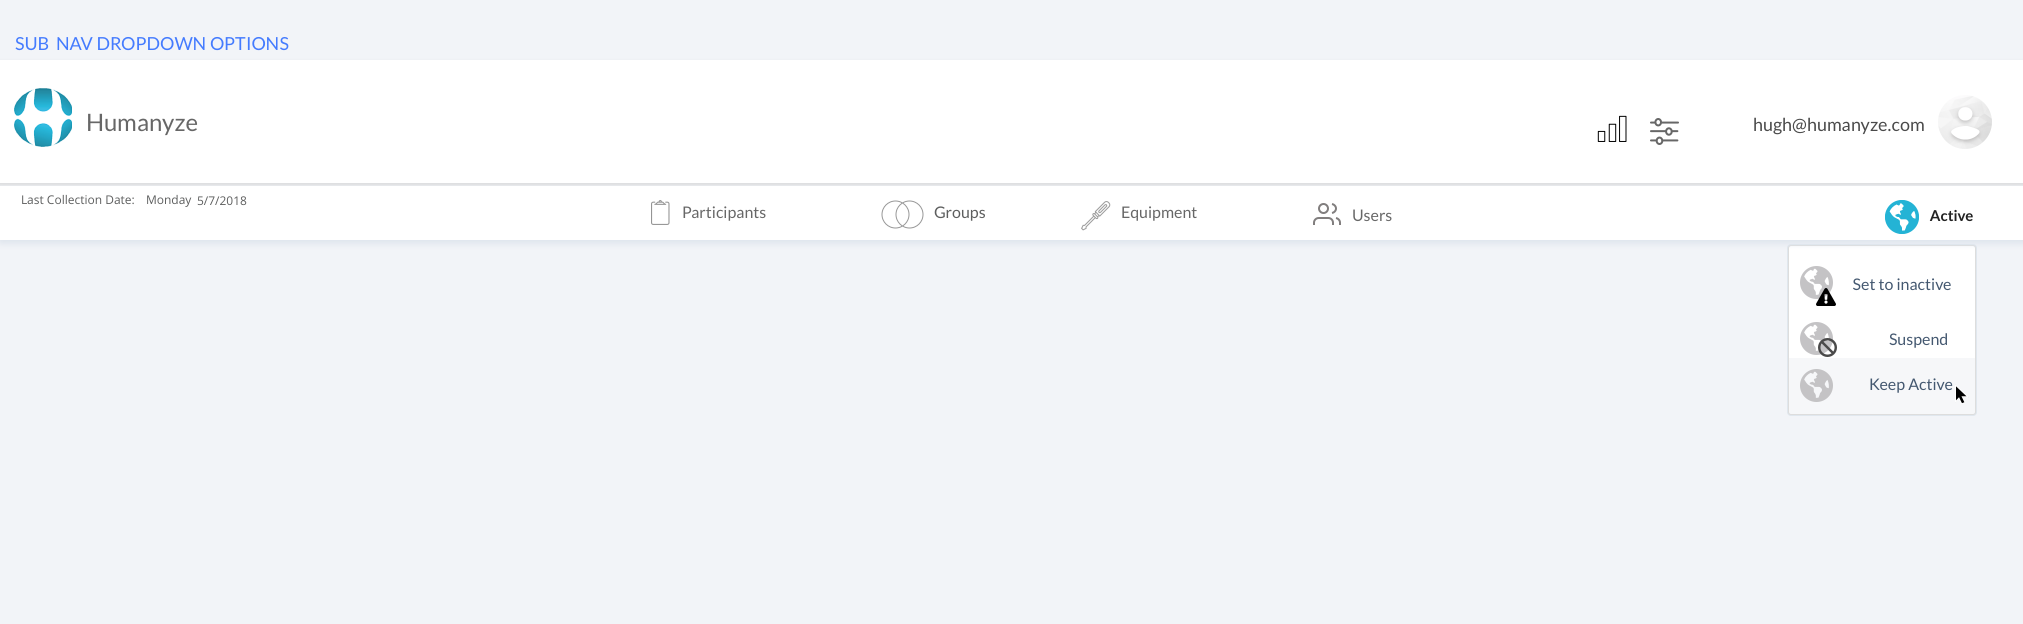 SUB NAV DROPDOWN OPTIONS
Humanyze
hugh@humanyze.com
Last Collection Date: Monday 5/7/2018
Participants
Groups
Equipment
Users
Active
Set to inactive
Suspend
Keep Active